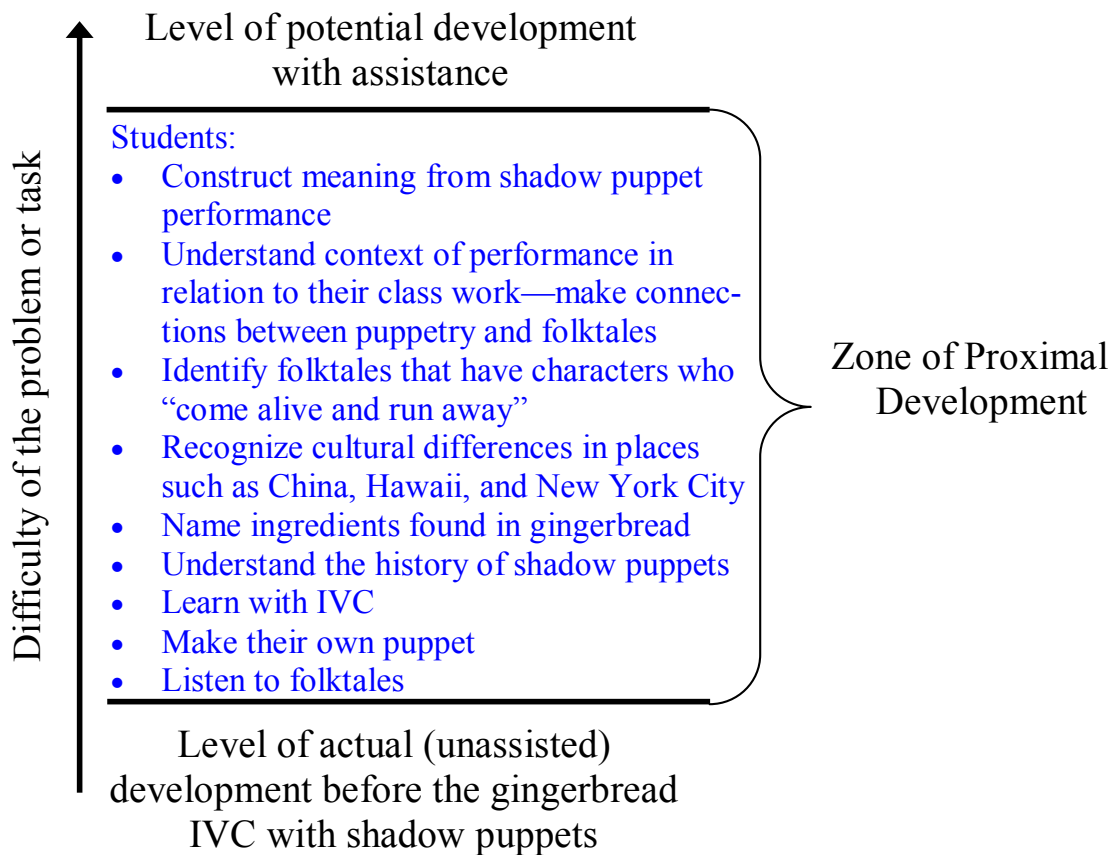 Level of potential development
with assistance
Difficulty of the problem or task
Students:
• Construct meaning from shadow puppet
performance
• Understand context of performance in
relation to their class work—make connec-
tions between puppetry and folktales
• Identify folktales that have characters who
“come alive and run away”
• Recognize cultural differences in places
such as China, Hawaii, and New York City
• Name ingredients found in gingerbread
• Understand the history of shadow puppets
• Learn with IVC
• Make their own puppet
• Listen to folktales
Zone of Proximal
Development
Level of actual (unassisted)
development before the gingerbread
IVC with shadow puppets